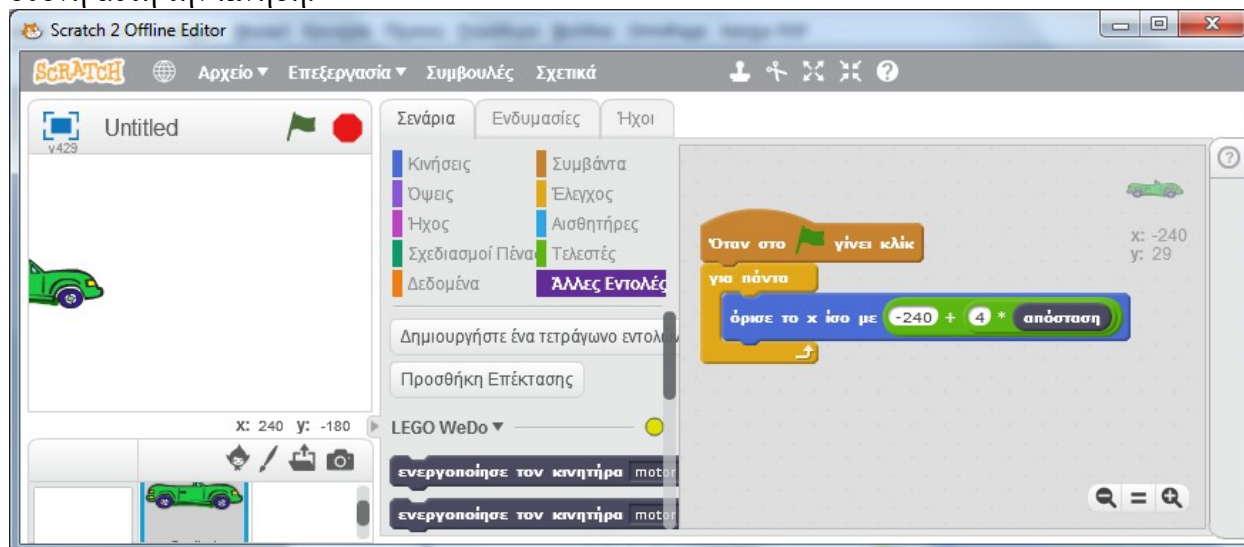 Scratch 2 Offline Editor
SCRATCH Αρχείο Επεξεργασία Συμβουλές Σχετικά
Untitled
v429
Σενάρια Ενδυμασίες Ήχοι
Κινήσεις Συμβάντα
Όψεις Έλεγχος
Ήχος Αισθητήρες
Σχεδιασμοί Πένα Τελεστές
Δεδομένα Άλλες Εντολές
Δημιουργήστε ένα τετράγωνο εντολών
Προσθήκη Επέκτασης
LEGO WeDo
ενεργοποίησε τον κινητήρα motor
ενεργοποίησε τον κινητήρα motor
Όταν στο γίνει κλίκ
για πάντα
όρισε το x ίσο με -240 + 4 * απόσταση
x: -240
y: 29
X: 240 y: -180